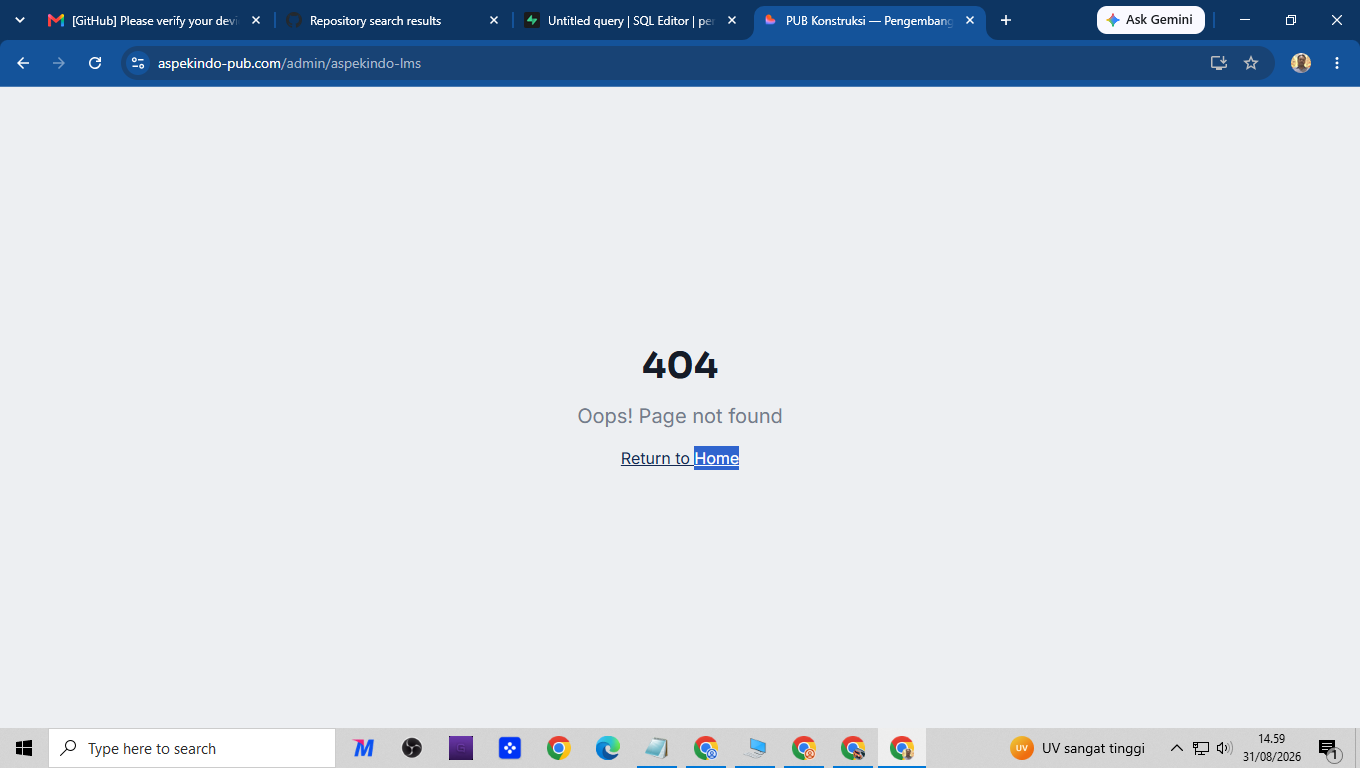 [GitHub] Please verify your devi
Repository search results
Untitled query | SQL Editor | per
PUB Konstruksi — Pengembang
Ask Gemini
aspekindo-pub.com/admin/aspekindo-lms
404
Oops! Page not found
Return to Home
Type here to search
UV
UV sangat tinggi
14.59
31/08/2026
1